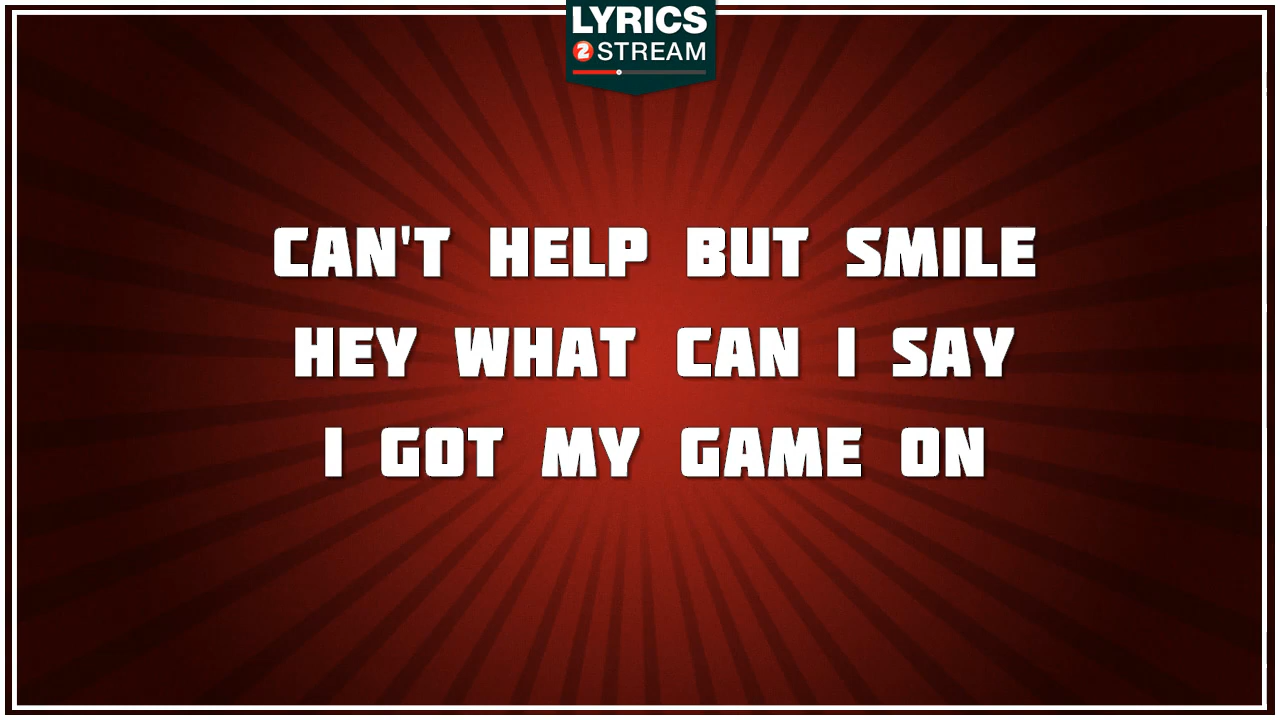 LYRICS
2 STREAM
CAN'T HELP BUT SMILE
HEY WHAT CAN I SAY
I GOT MY GAME ON